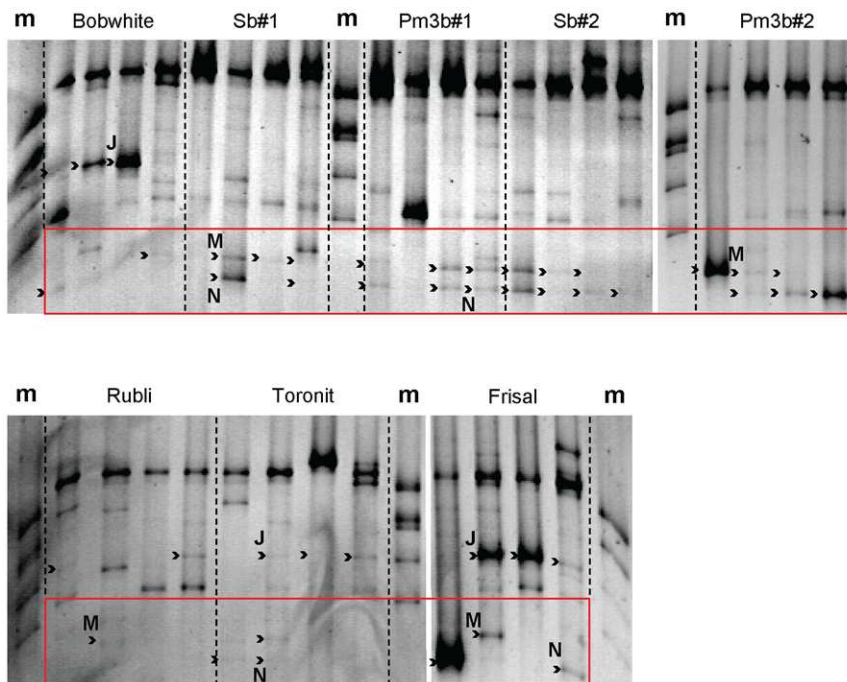 m Bobwhite Sb#1 m Pm3b#1 Sb#2 Pm3b#2
J
M M
N N
m Rubli Toronit m Frisal m
J J
M M
N N